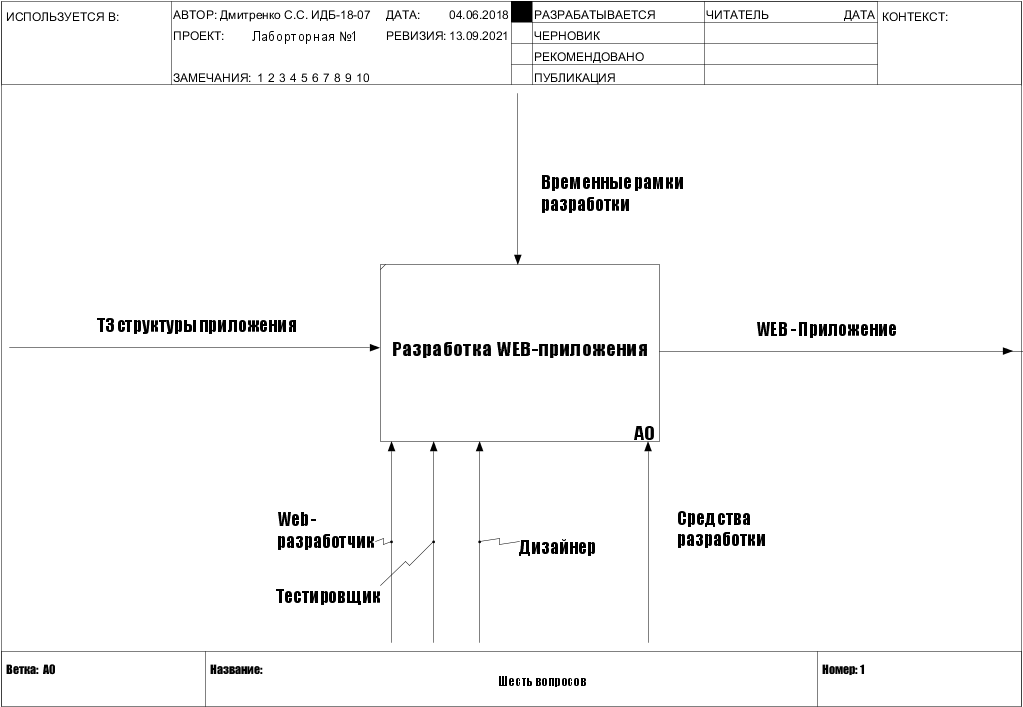 ИСПОЛЬЗУЕТСЯ В:
АВТОР: Дмитренко С.С. ИДБ-18-07 ДАТА: 04.06.2018
ПРОЕКТ: Лаборторная №1 РЕВИЗИЯ: 13.09.2021
ЗАМЕЧАНИЯ: 1 2 3 4 5 6 7 8 9 10
РАЗРАБАТЫВАЕТСЯ
ЧЕРНОВИК
РЕКОМЕНДОВАНО
ПУБЛИКАЦИЯ
ЧИТАТЕЛЬ ДАТА
КОНТЕКСТ:
Временные рамки
разработки
ТЗ структуры приложения
WEB - Приложение
Разработка WEB-приложения
A0
Web-
разработчик
Тестировщик
Дизайнер
Средства
разработки
Ветка: A0
Название:
Шесть вопросов
Номер: 1